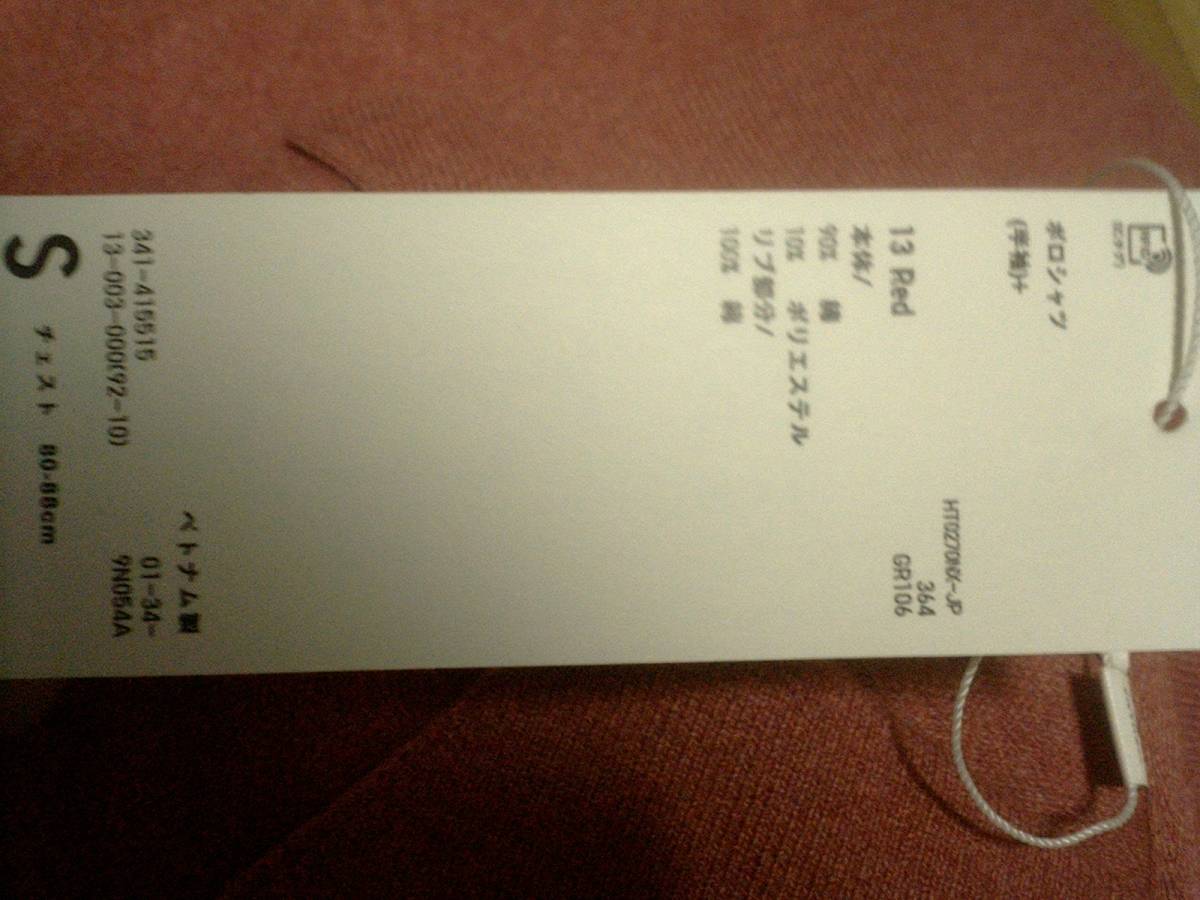 ポロシャツ
(半袖)+
HT0270NX-JP
364
13 Red
GR106
本体/
90% 綿
10% ポリエステル
リブ部分/
100% 綿
ベトナム製
341-415515
01-34-
13-003-000(92-10)
9N054A
S チェスト 80-88cm